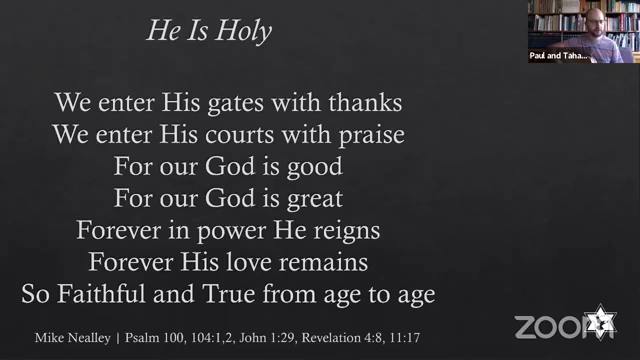 He Is Holy
Paul and Taha...
We enter His gates with thanks
We enter His courts with praise
For our God is good
For our God is great
Forever in power He reigns
Forever His love remains
So Faithful and True from age to age
Mike Nealley | Psalm 100, 104:1,2, John 1:29, Revelation 4:8, 11:17
zoom